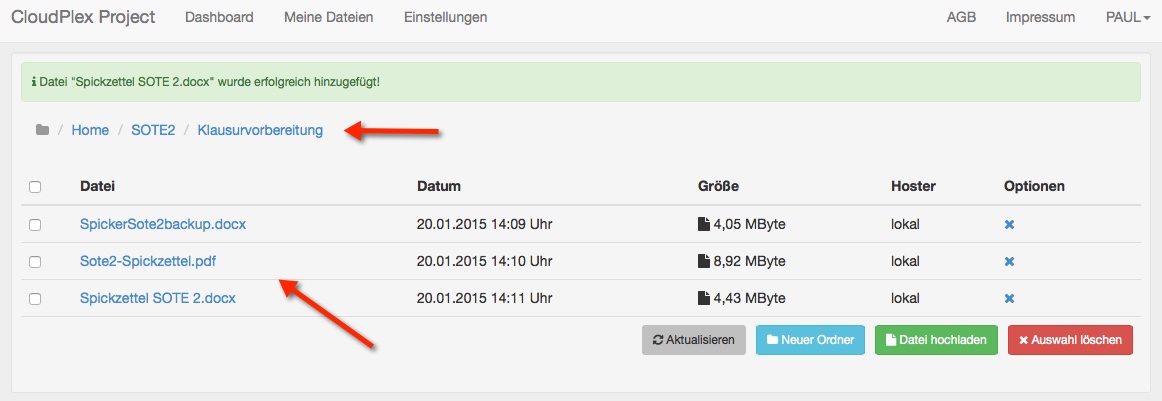 CloudPlex Project Dashboard Meine Dateien Einstellungen AGB Impressum PAUL
Datei "Spickzettel SOTE 2.docx" wurde erfolgreich hinzugefügt!
/ Home / SOTE2 / Klausurvorbereitung
Datei Datum Größe Hoster Optionen
SpickerSote2backup.docx 20.01.2015 14:09 Uhr 4,05 MByte lokal
Sote2-Spickzettel.pdf 20.01.2015 14:10 Uhr 8,92 MByte lokal
Spickzettel SOTE 2.docx 20.01.2015 14:11 Uhr 4,43 MByte lokal
Aktualisieren Neuer Ordner Datei hochladen Auswahl löschen